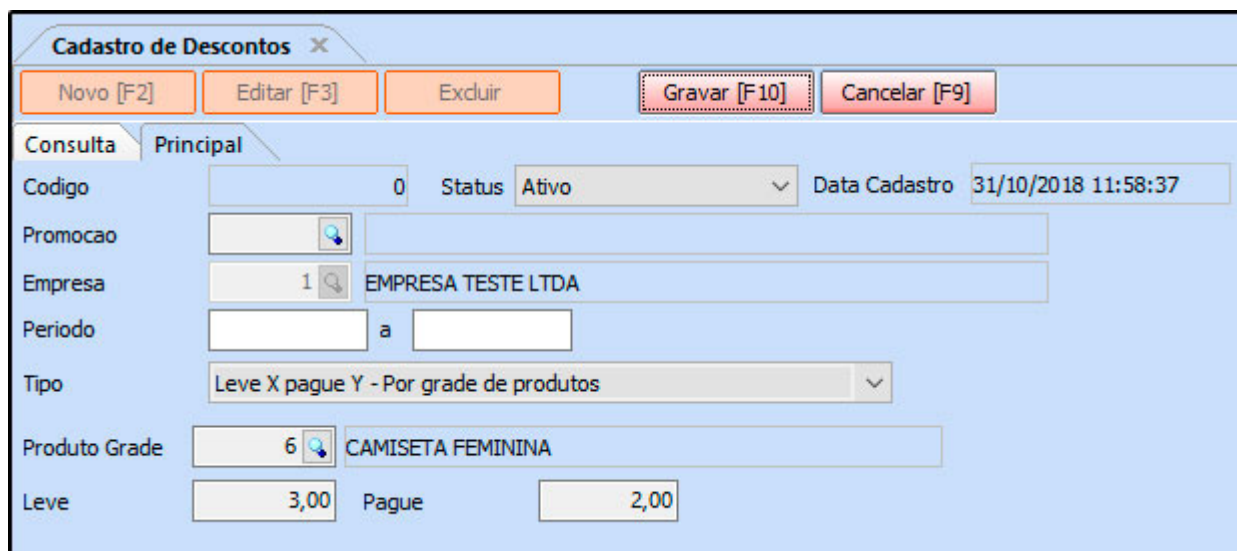 Cadastro de Descontos
Novo [F2] Editar [F3] Excluir Gravar [F10] Cancelar [F9]
Consulta Principal
Codigo 0 Status Ativo Data Cadastro 31/10/2018 11:58:37
Promocao
Empresa 1 EMPRESA TESTE LTDA
Periodo a
Tipo Leve X pague Y - Por grade de produtos
Produto Grade 6 CAMISETA FEMININA
Leve 3,00 Pague 2,00